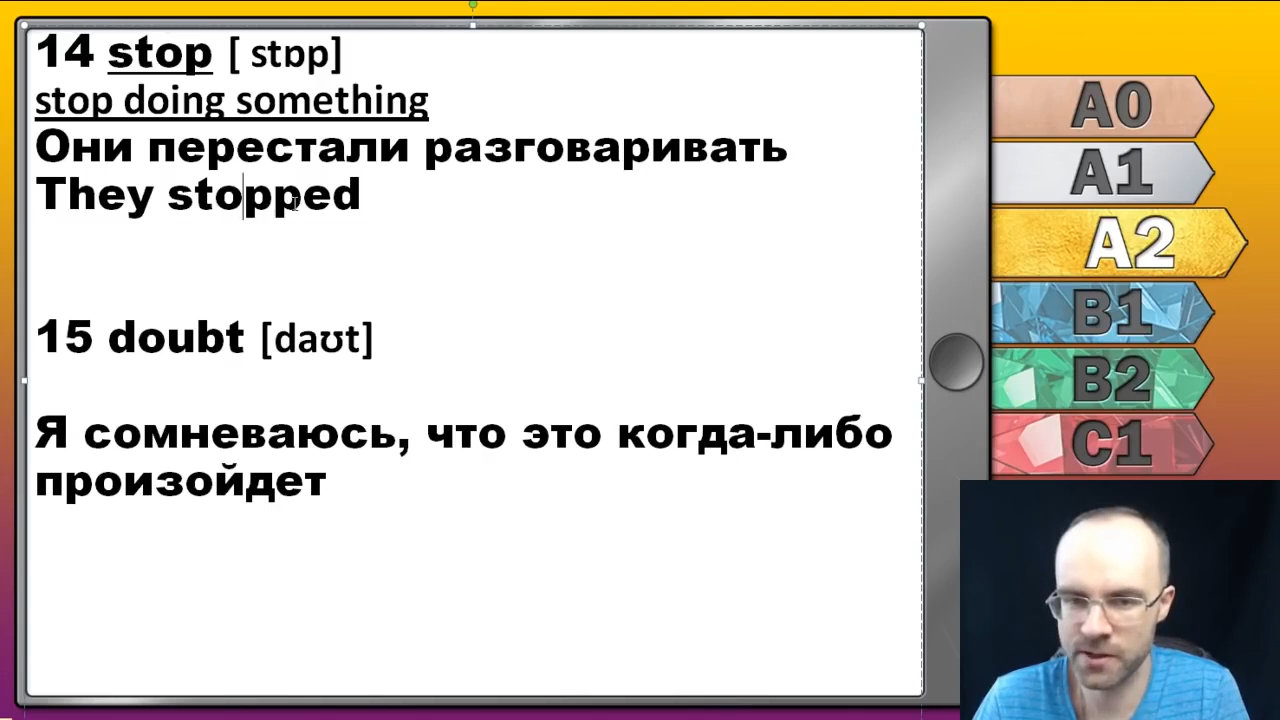 14 stop [ stɒp]
stop doing something
Они перестали разговаривать
They stopped
15 doubt [daʊt]
Я сомневаюсь, что это когда-либо
произойдет
A0
A1
A2
B1
B2
C1